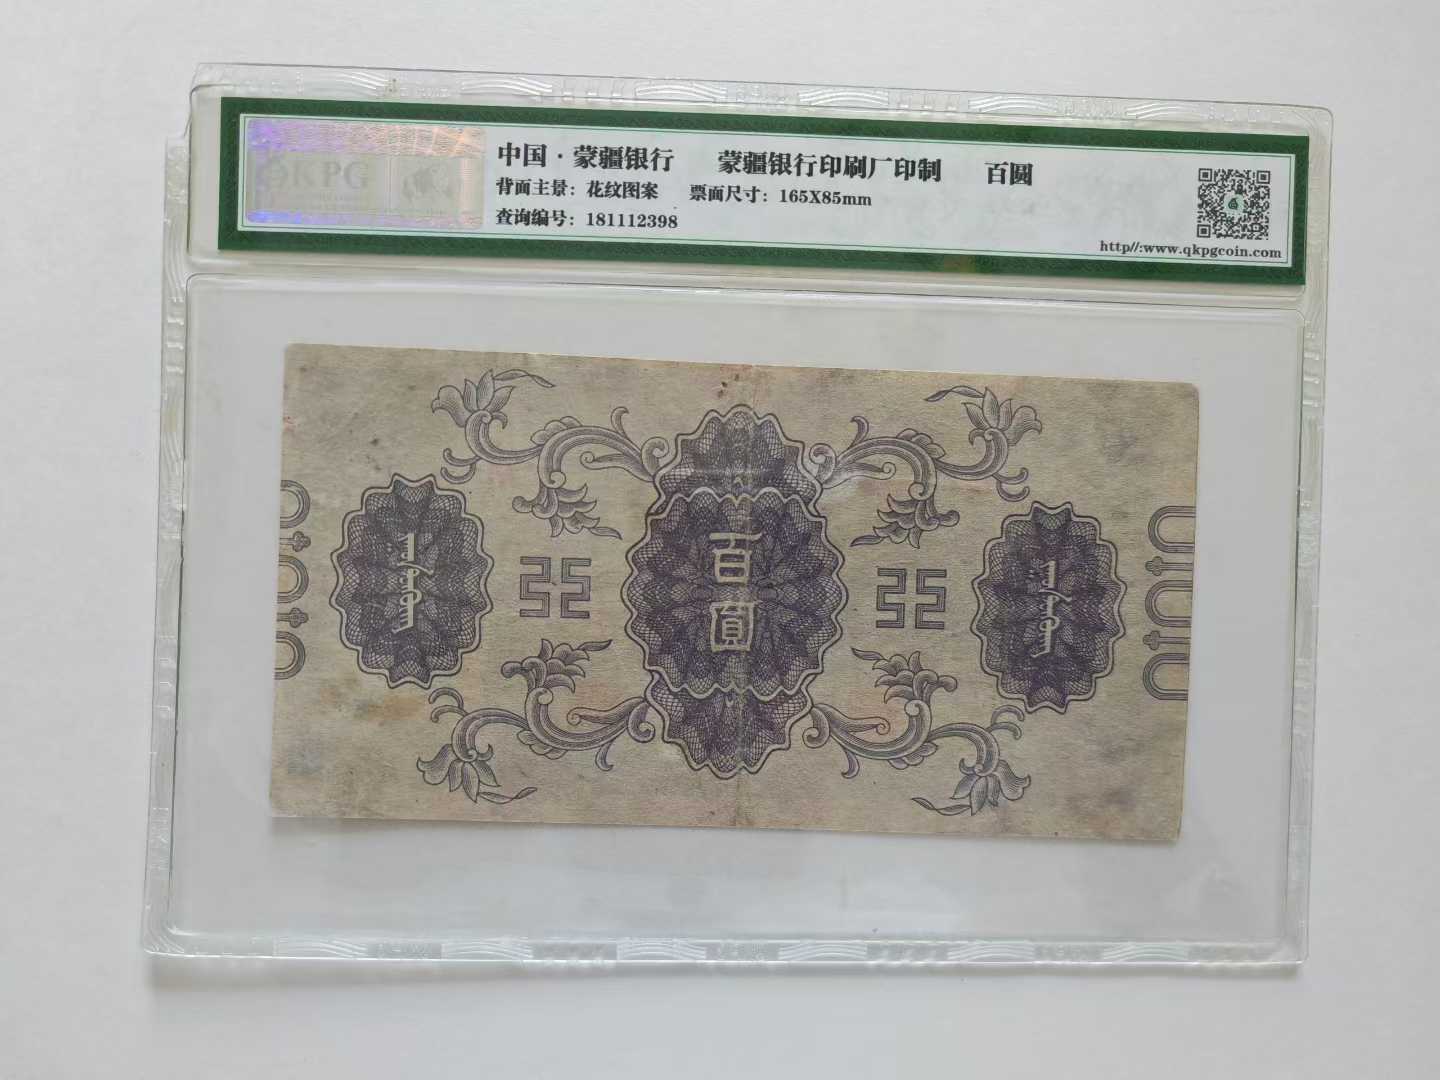 QKPG
中国·蒙疆银行 蒙疆银行印刷厂印制 百圆
背面主景：花纹图案 票面尺寸：165X85mm
查询编号：181112398
http//:www.qkpgcoin.com
百
圓